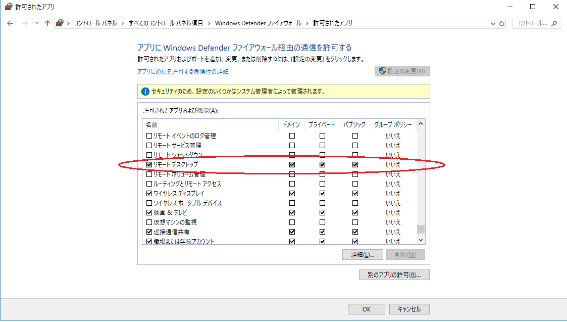 許可されたアプリ
コントロール パネル > すべてのコントロール パネル項目 > Windows Defender ファイアウォール > 許可されたアプリ
コントロール...
アプリに Windows Defender ファイアウォール経由の通信を許可する
許可されたアプリおよびポートを追加、変更、または削除するには、[設定の変更] をクリックします。
アプリに通信を許可する危険性の詳細
設定の変更(N)
セキュリティのため、設定のいくつかはシステム管理者によって管理されます。
許可されたアプリおよび機能(A):
名前 ドメイン プライベート パブリック グループ ポリシー
リモート イベントのログ管理 いいえ
リモート サービス管理 いいえ
リモート シャットダウン いいえ
リモート デスクトップ いいえ
リモート ボリューム管理 いいえ
ルーティングとリモート アクセス いいえ
ワイヤレス ディスプレイ いいえ
ワイヤレス ポータブル デバイス いいえ
映画 & テレビ いいえ
仮想マシンの監視 いいえ
近接通信共有 いいえ
職場または学校アカウント いいえ
詳細(L)... 削除(M)
別のアプリの許可(R)...
OK キャンセル